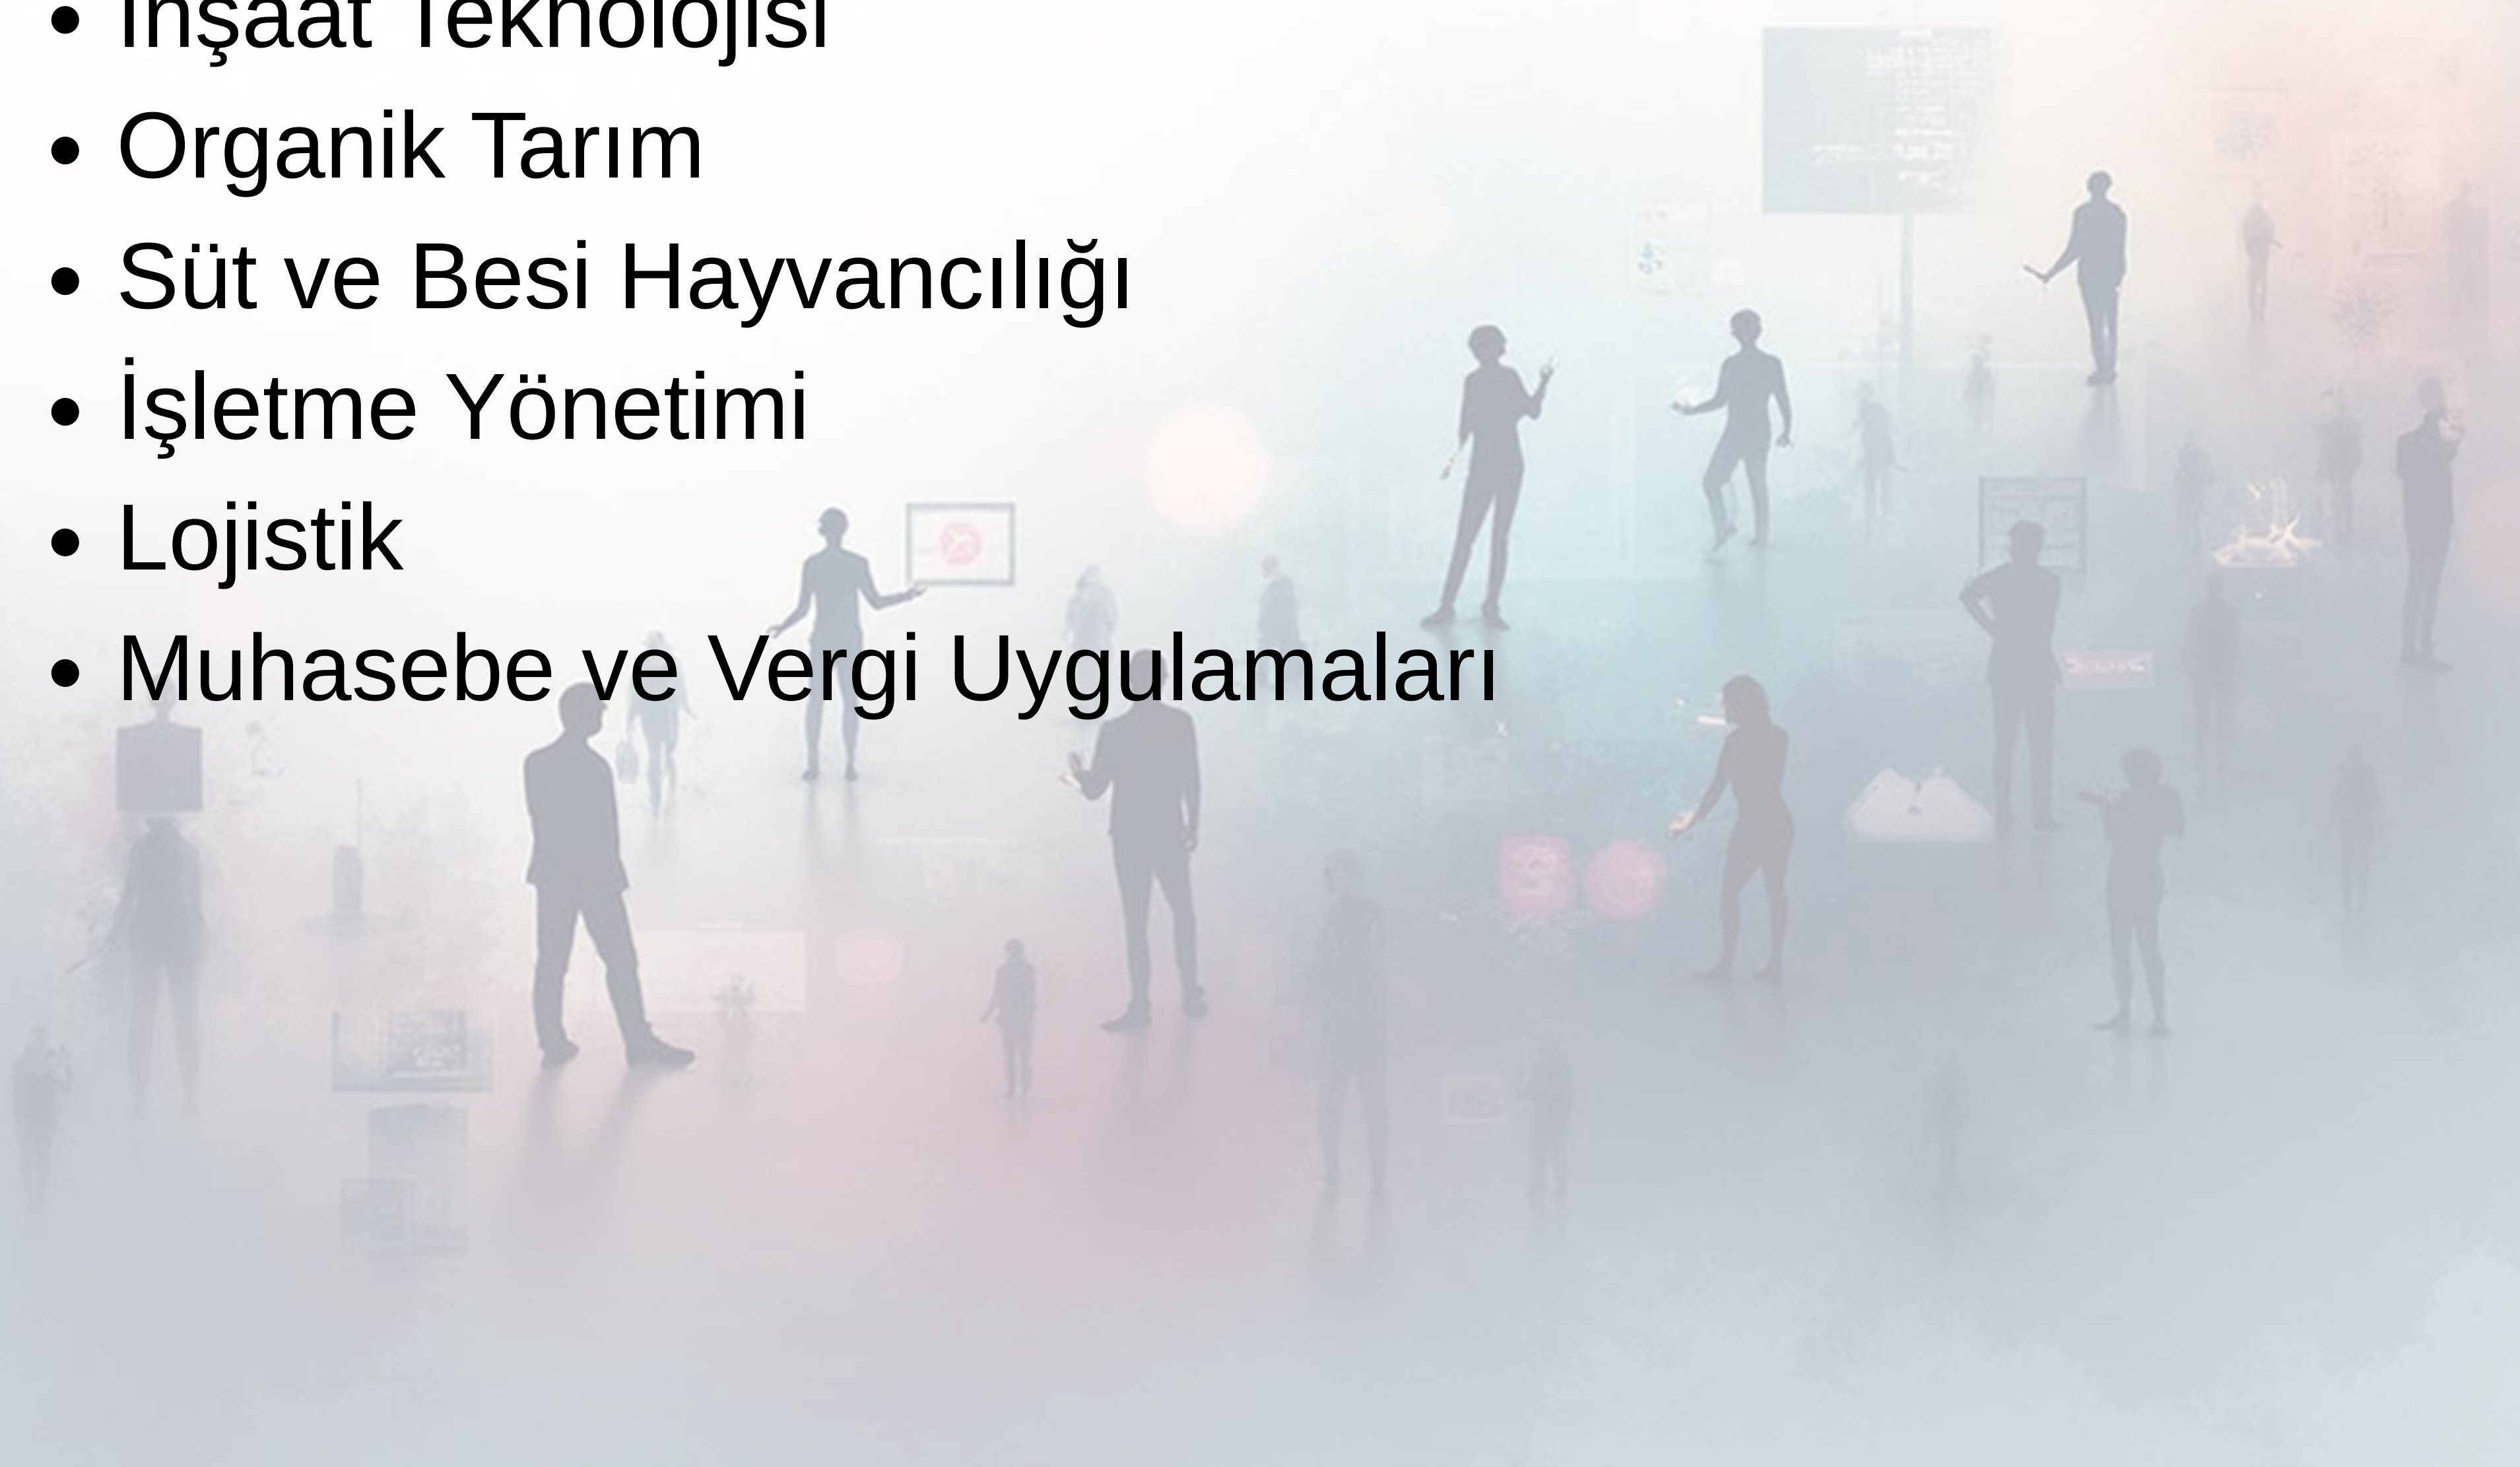 • İnşaat Teknolojisi
• Organik Tarım
• Süt ve Besi Hayvancılığı
• İşletme Yönetimi
• Lojistik
• Muhasebe ve Vergi Uygulamaları